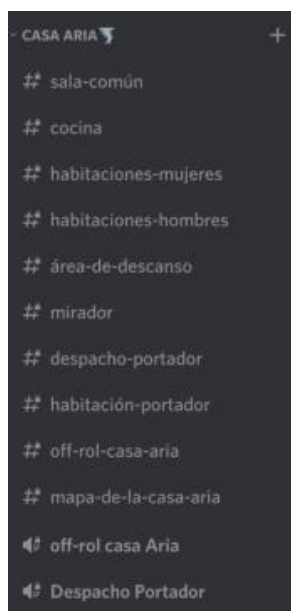 CASA ARIA🌪️
sala-común
cocina
habitaciones-mujeres
habitaciones-hombres
área-de-descanso
mirador
despacho-portador
habitación-portador
off-rol-casa-aria
mapa-de-la-casa-aria
off-rol casa Aria
Despacho Portador